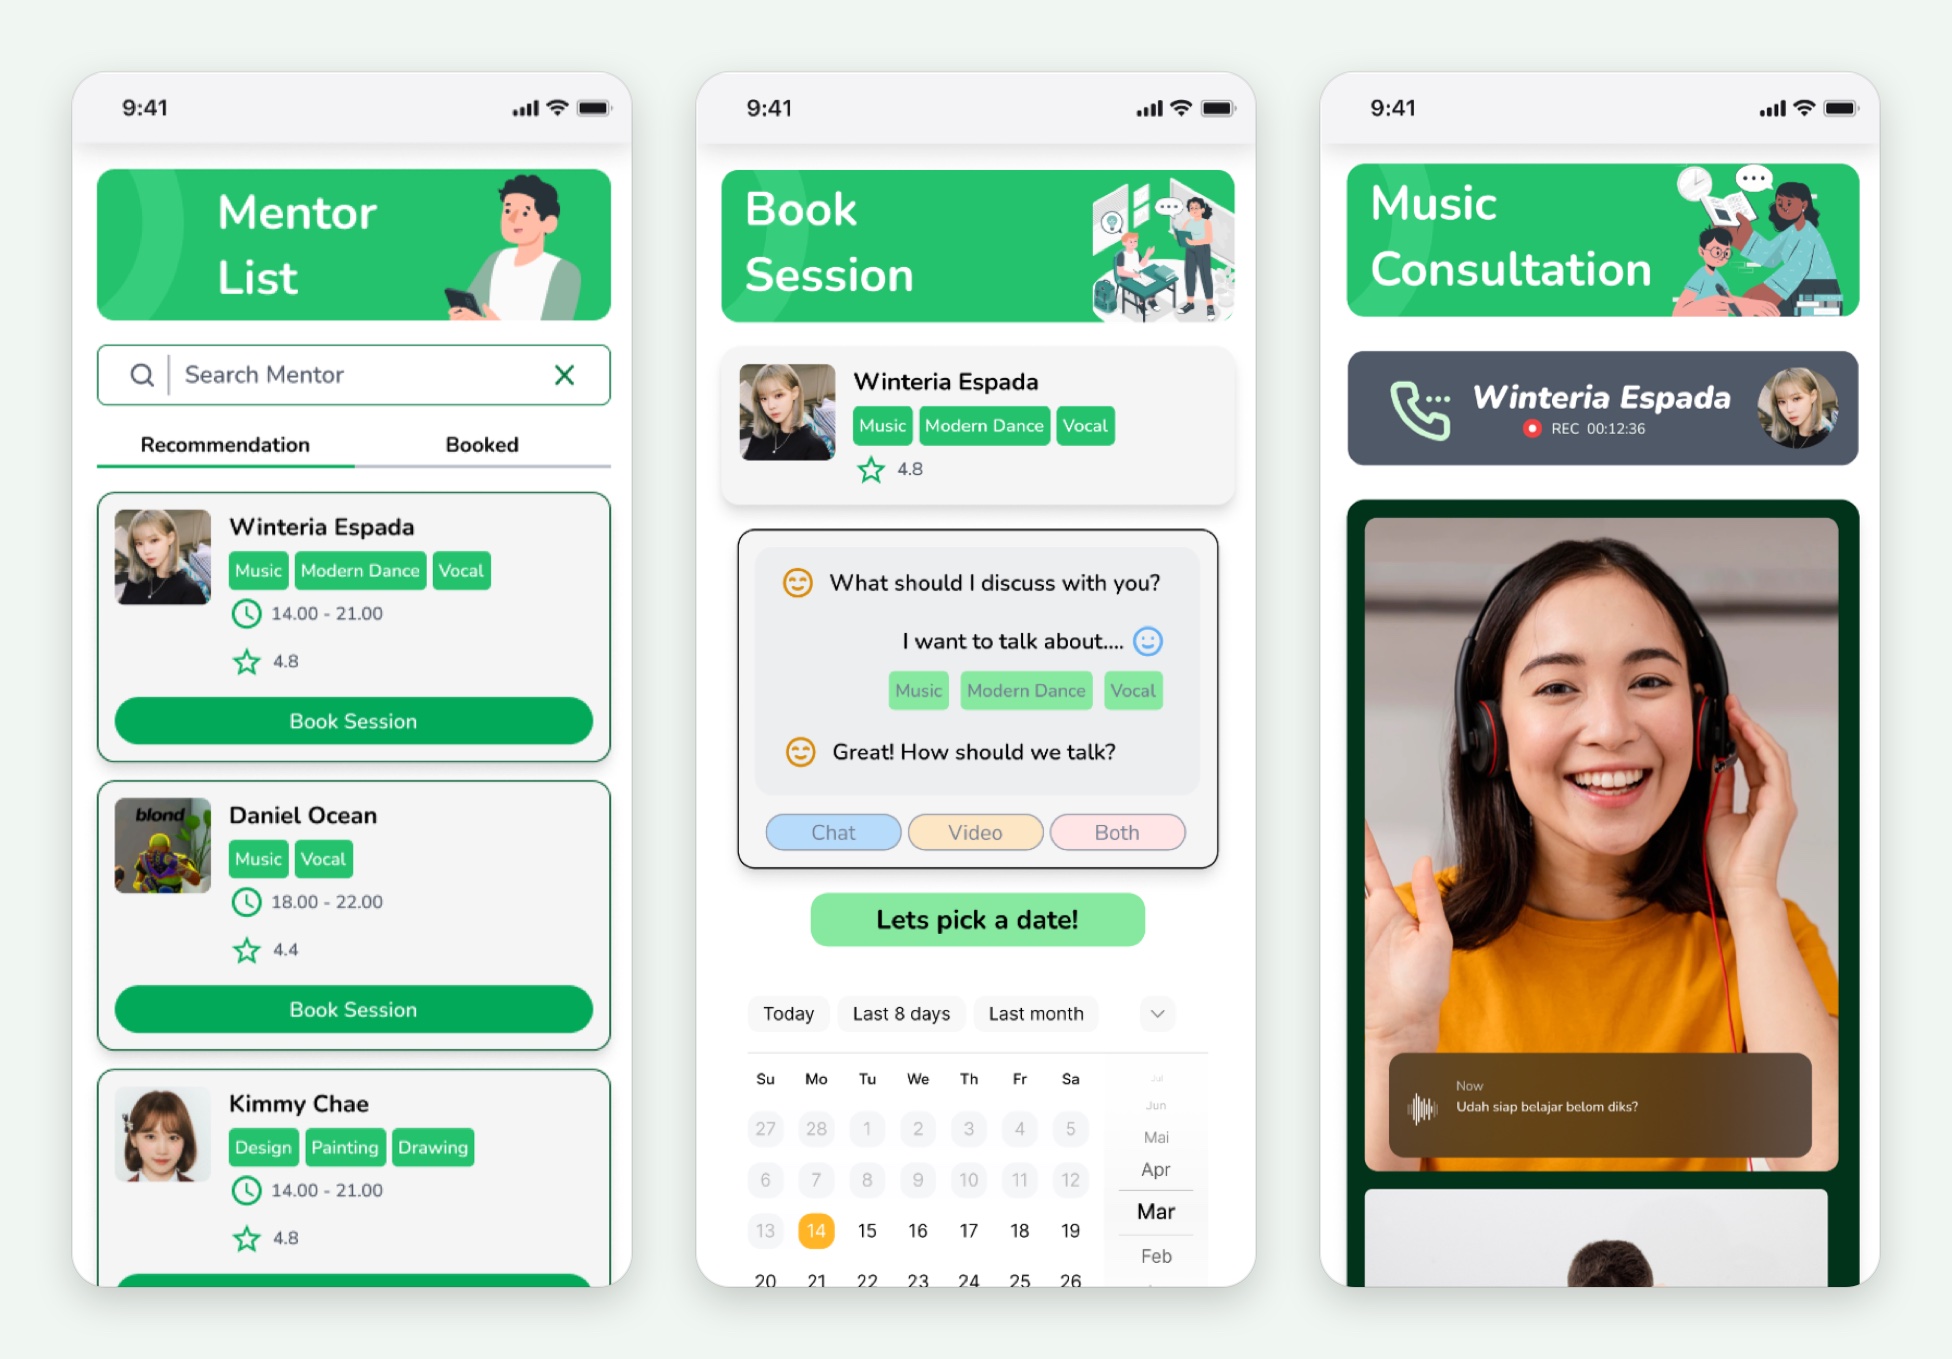 9:41
Mentor
List
Search Mentor
Recommendation
Booked
Winteria Espada
Music Modern Dance Vocal
14.00 - 21.00
4.8
Book Session
blond
Daniel Ocean
Music Vocal
18.00 - 22.00
4.4
Book Session
Kimmy Chae
Design Painting Drawing
14.00 - 21.00
4.8
9:41
Book
Session
Winteria Espada
Music Modern Dance Vocal
4.8
What should I discuss with you?
I want to talk about....
Music Modern Dance Vocal
Great! How should we talk?
Chat Video Both
Lets pick a date!
Today Last 8 days Last month
Su Mo Tu We Th Fr Sa
27 28 1 2 3 4 5
6 7 8 9 10 11 12
13 14 15 16 17 18 19
20 21 22 23 24 25 26
Jul
Jun
Mai
Apr
Mar
Feb
9:41
Music
Consultation
Winteria Espada
REC 00:12:36
Now
Udah siap belajar belom diks?